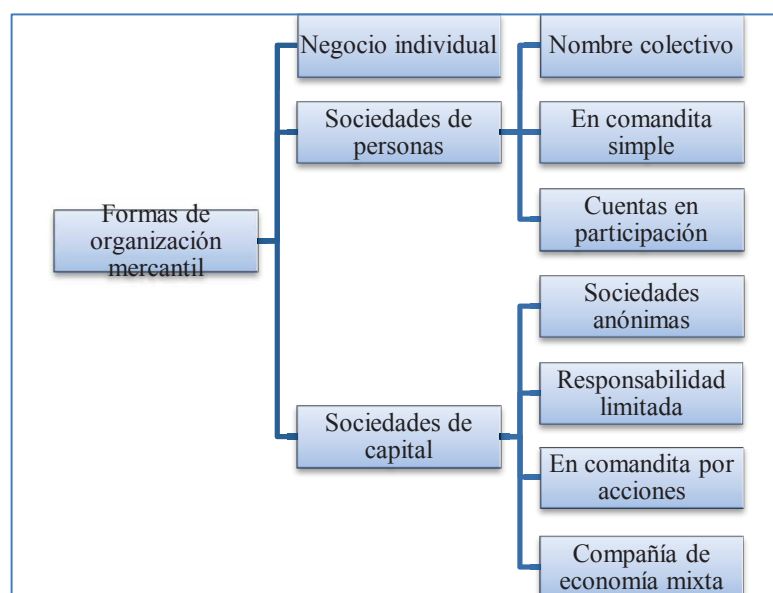 Formas de
organización
mercantil
Negocio individual
Sociedades de
personas
Nombre colectivo
En comandita
simple
Cuentas en
participación
Sociedades de
capital
Sociedades
anónimas
Responsabilidad
limitada
En comandita por
acciones
Compañía de
economía mixta